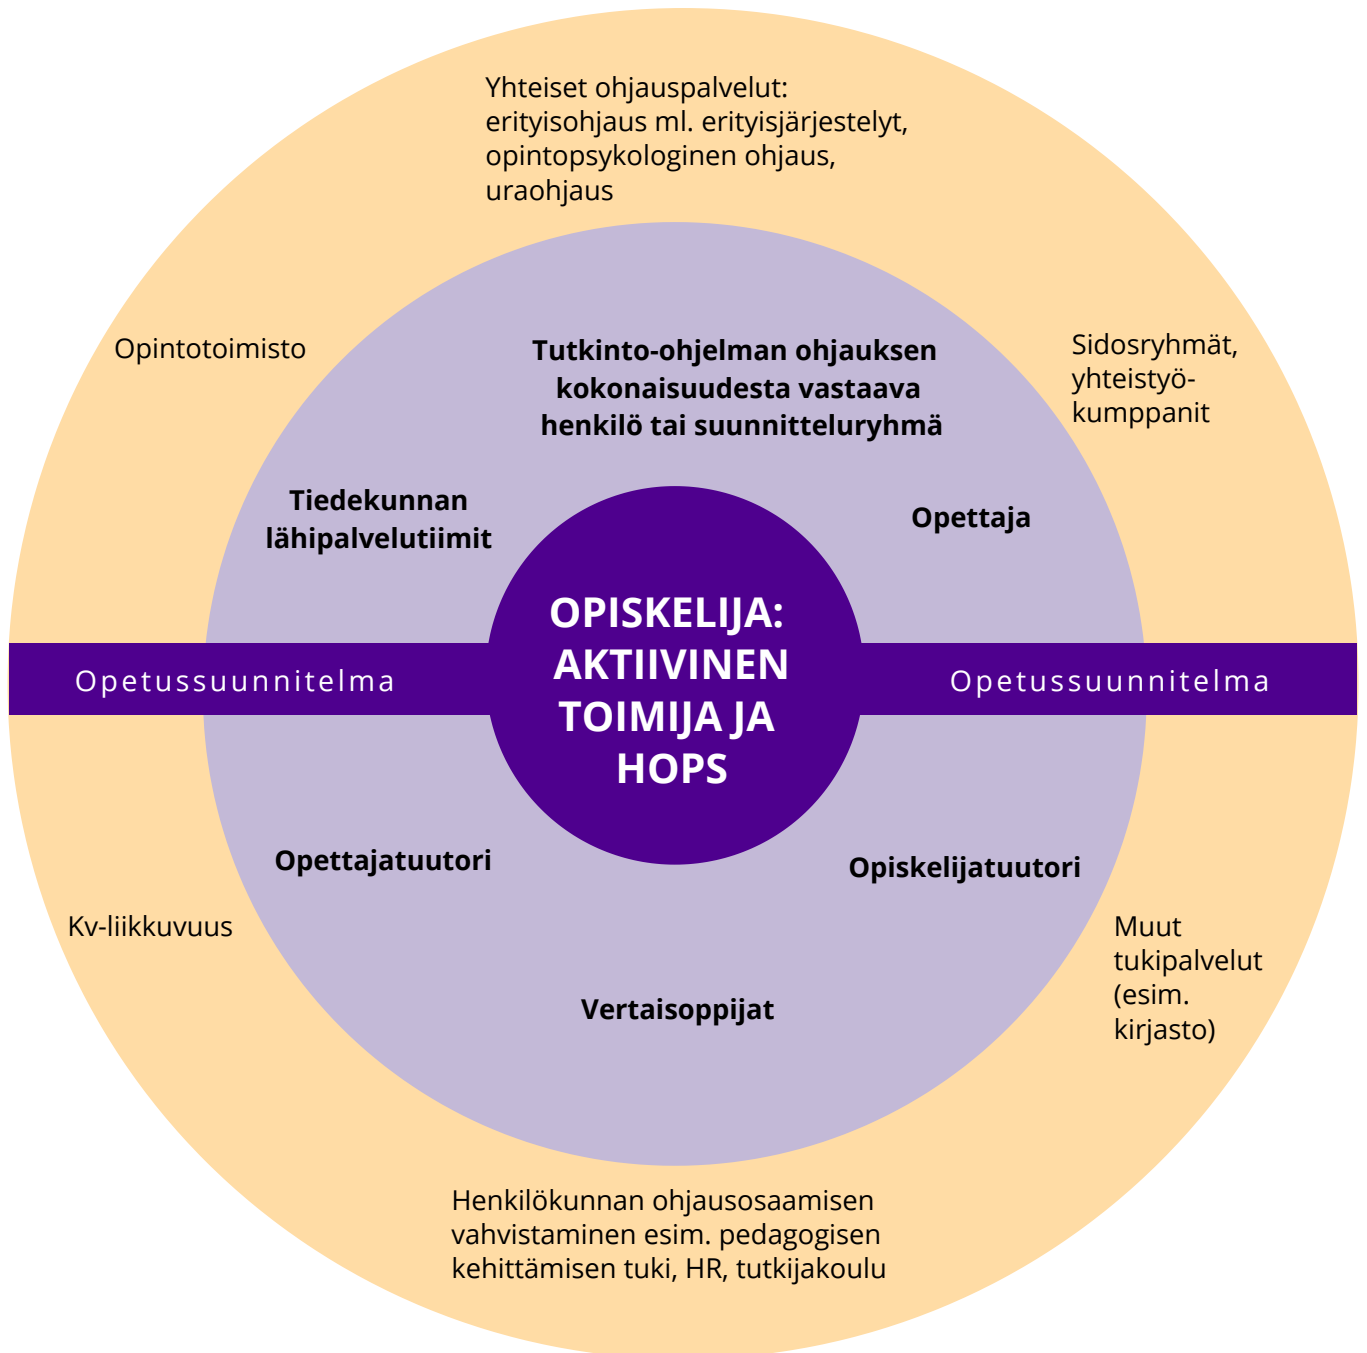 Yhteiset ohjauspalvelut:
erityisohjaus ml. erityisjärjestelyt,
opintopsykologinen ohjaus,
uraohjaus
Opintotoimisto
Tutkinto-ohjelman ohjauksen
kokonaisuudesta vastaava
henkilö tai suunnitteluryhmä
Sidosryhmät,
yhteistyö-
kumppanit
Tiedekunnan
lähipalvelutiimit
Opettaja
OPISKELIJA:
AKTIIVINEN
TOIMIJA JA
HOPS
Opetussuunnitelma
Opetussuunnitelma
Opettajatuutori
Opiskelijatuutori
Kv-liikkuvuus
Muut
tukipalvelut
(esim.
kirjasto)
Vertaisoppijat
Henkilökunnan ohjausosaamisen
vahvistaminen esim. pedagogisen
kehittämisen tuki, HR, tutkijakoulu